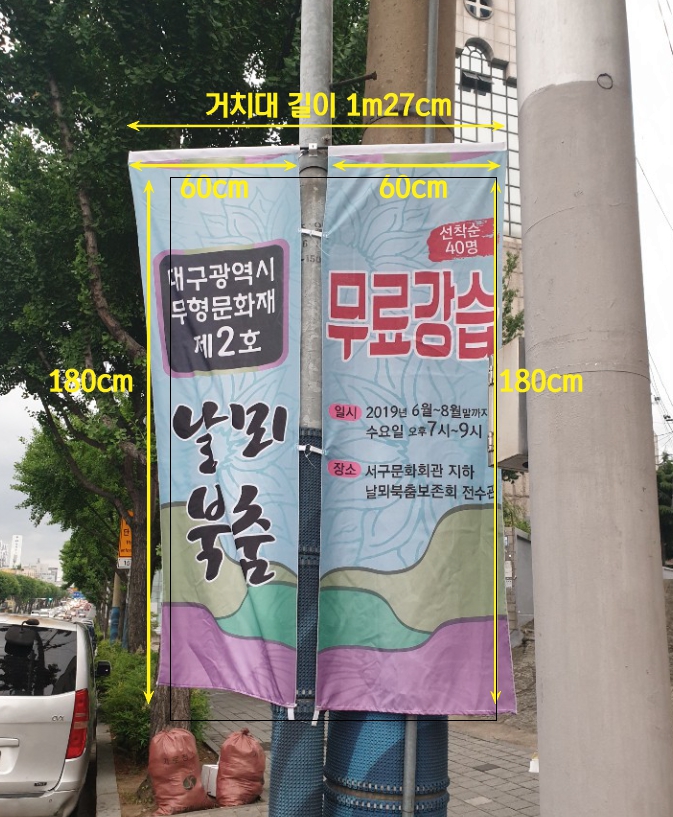 거치대 길이 1m27cm
60cm
60cm
선착순
40명
대구광역시
무형문화재
제2호
무료강습
180cm
180cm
날뫼
북춤
일시 2019년 6월~8월말까지
수요일 오후7시~9시
장소 서구문화회관 지하
날뫼북춤보존회 전수관